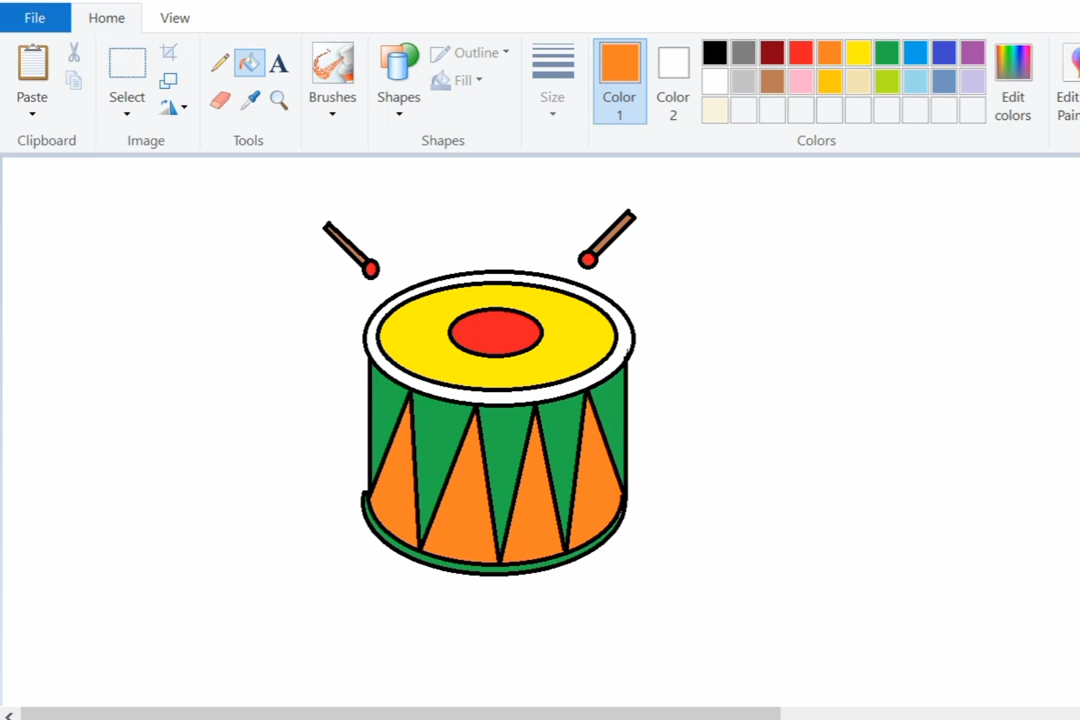 File Home View
Paste
Select
A
Brushes
Shapes
Outline
Fill
Size
Color 1
Color 2
Edit colors
Edit
Clipboard Image Tools Shapes Colors